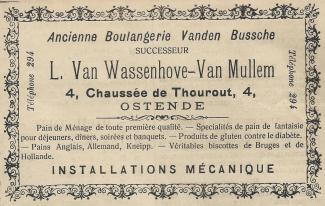 Ancienne Boulangerie Vanden Bussche
SUCCESSEUR
L. Van Wassenhove-Van Mullem
4, Chaussée de Thourout, 4,
OSTENDE
Téléphone 294
Téléphone 294
Pain de Ménage de toute première qualité. — Specialités de pain de fantaisie
pour déjeuners, dîners, soirées et banquets. — Produits de gluten contre le diabète.
— Pains Anglais, Allemand, Kneipp. — Véritables biscottes de Bruges et de
Hollande.
INSTALLATIONS MÉCANIQUE